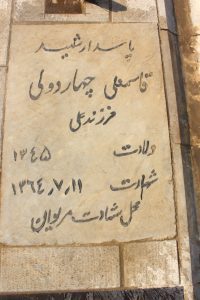 پاسدار شهید
قاسمعلی چهاردولی
فرزند علی
ولادت ۱۳۴۵
شهادت ۱۳۶۴٫۷٫۱۱
محل شهادت مریوان